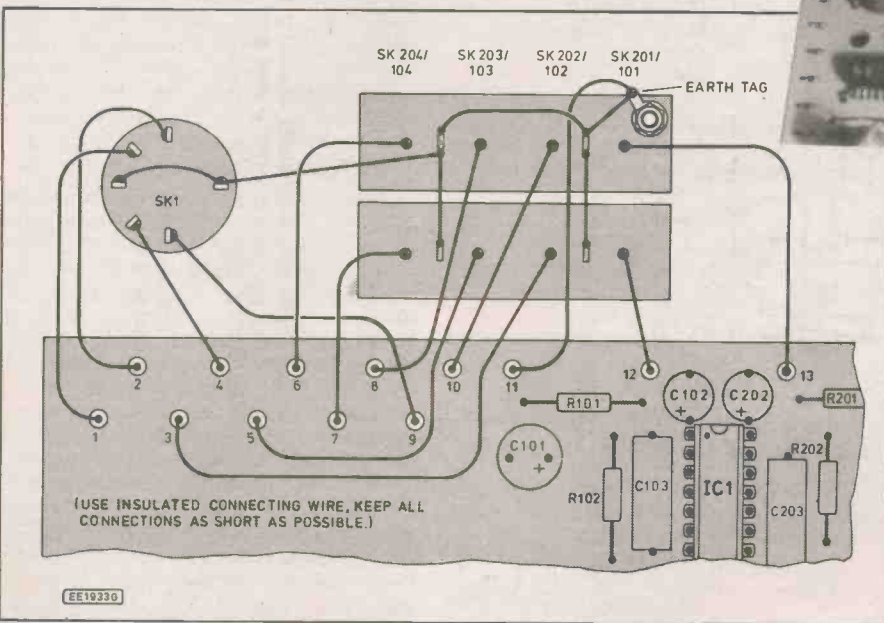 SK 204/ SK 203/ SK 202/ SK 201/
104 103 102 101
EARTH TAG
SK1
2 4 6 8 10 11 12 13
C102 C202
R101 R201
1 3 5 7 9
C101 R202
+
R102 C103 IC1 C203
(USE INSULATED CONNECTING WIRE, KEEP ALL
CONNECTIONS AS SHORT AS POSSIBLE.)
EE1933G